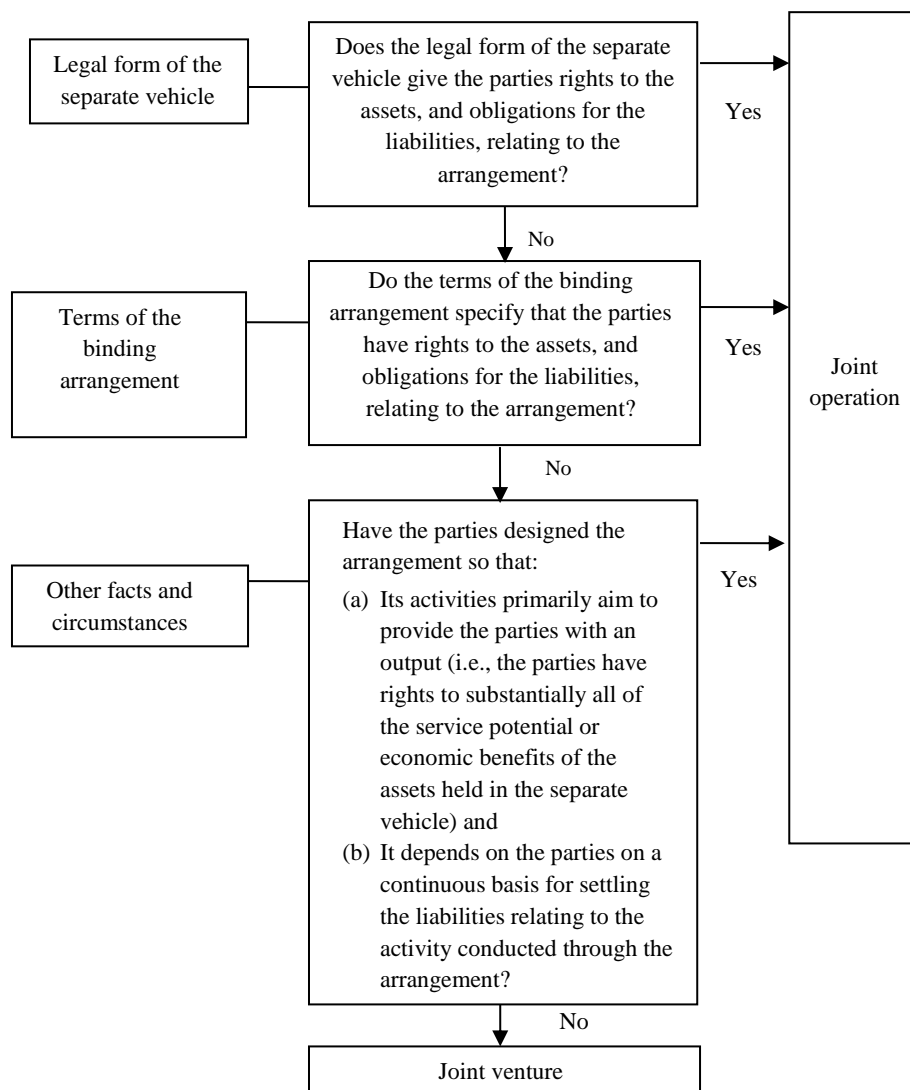 Legal form of the
separate vehicle
Does the legal form of the separate
vehicle give the parties rights to the
assets, and obligations for the
liabilities, relating to the
arrangement?
Yes
No
Terms of the
binding
arrangement
Do the terms of the binding
arrangement specify that the parties
have rights to the assets, and
obligations for the liabilities,
relating to the arrangement?
Yes
Joint
operation
No
Other facts and
circumstances
Have the parties designed the
arrangement so that:
(a) Its activities primarily aim to
provide the parties with an
output (i.e., the parties have
rights to substantially all of
the service potential or
economic benefits of the
assets held in the separate
vehicle) and
(b) It depends on the parties on a
continuous basis for settling
the liabilities relating to the
activity conducted through the
arrangement?
Yes
No
Joint venture